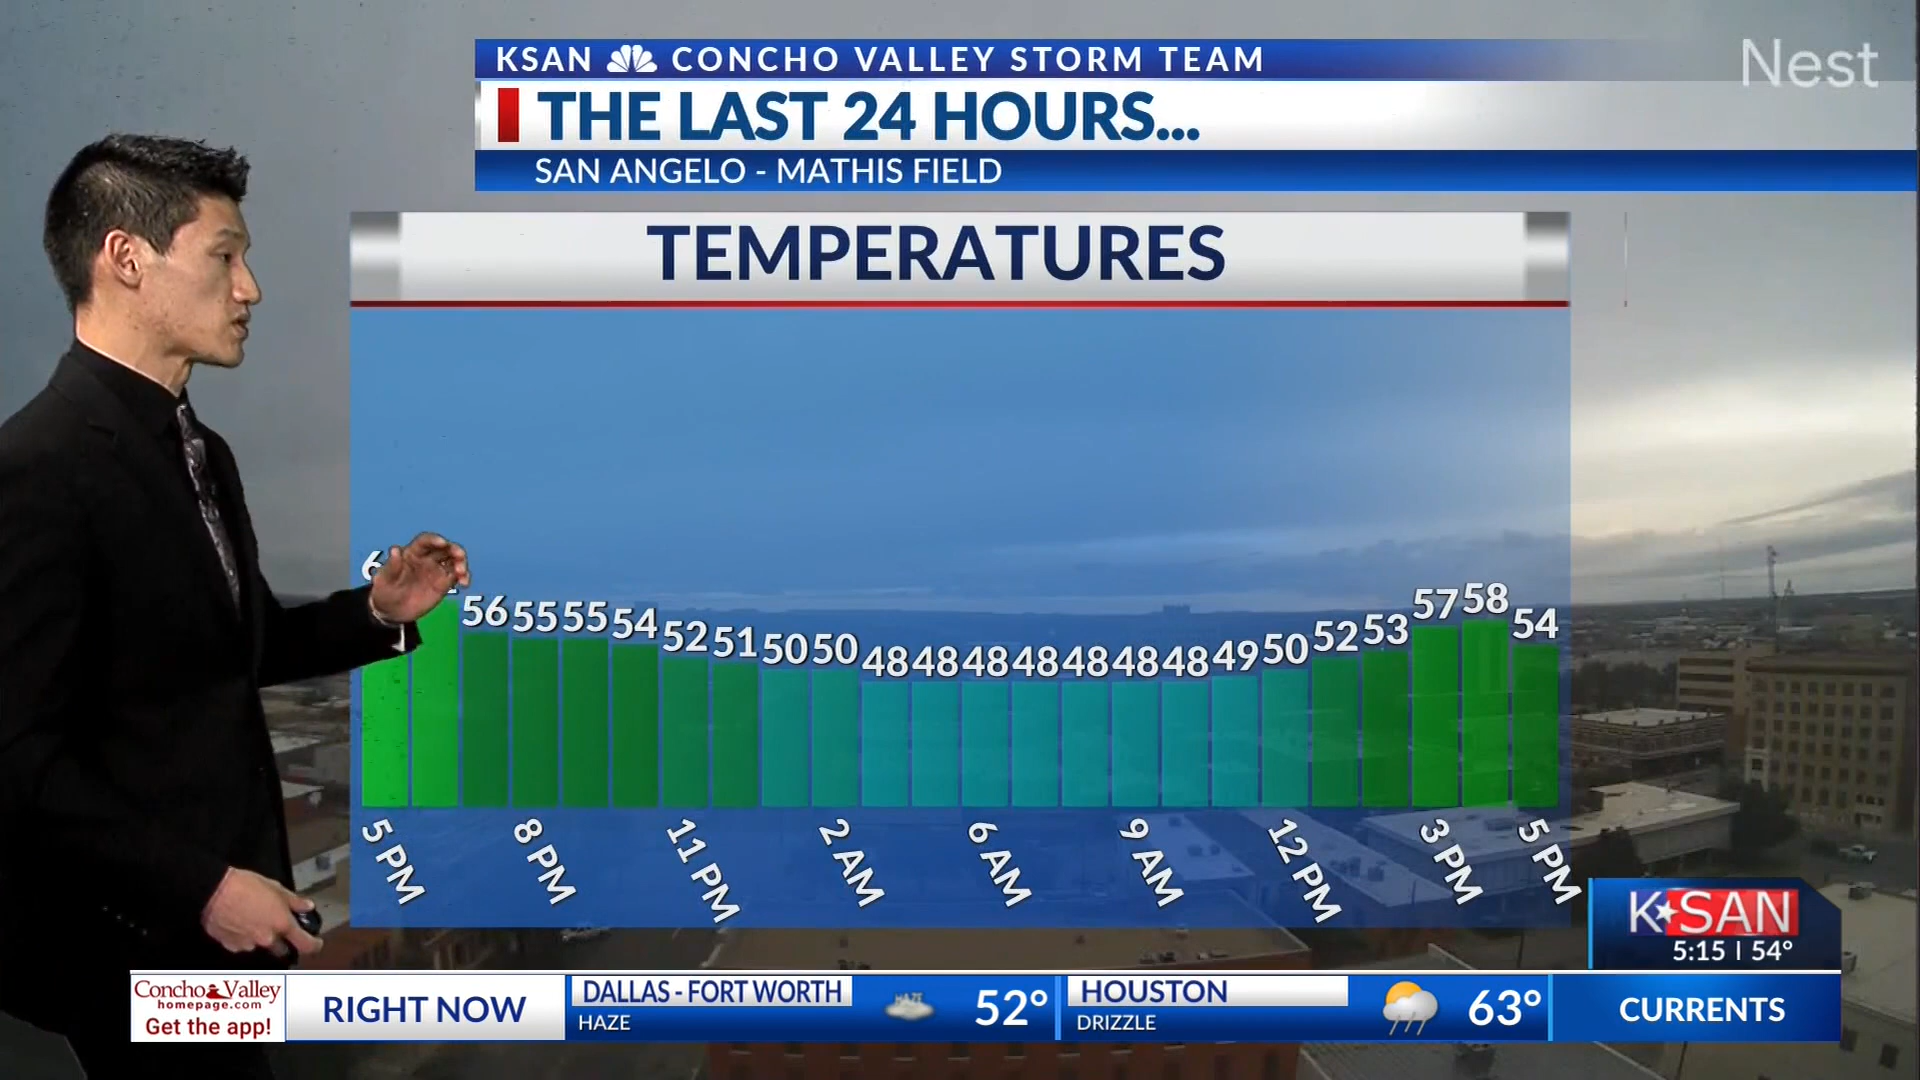 KSAN CONCHO VALLEY STORM TEAM
Nest
THE LAST 24 HOURS...
SAN ANGELO - MATHIS FIELD
TEMPERATURES
56 55 55 54 52 51 50 50 48 48 48 48 48 48 48 49 50 52 53 57 58 54
5 PM 8 PM 11 PM 2 AM 6 AM 9 AM 12 PM 3 PM 5 PM
KSAN
5:15 | 54°
Concho Valley
homepage.com
Get the app!
RIGHT NOW
DALLAS - FORT WORTH
HAZE
HAZE
52°
HOUSTON
DRIZZLE
63°
CURRENTS